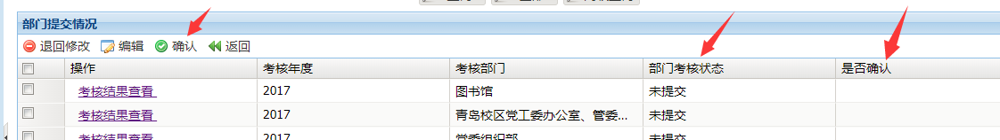 部门提交情况
退回修改 编辑 确认 返回
操作 考核年度 考核部门 部门考核状态 是否确认
考核结果查看 2017 图书馆 未提交
考核结果查看 2017 青岛校区党工委办公室、管委... 未提交
考核结果查看 2017 党委组织部 未提交